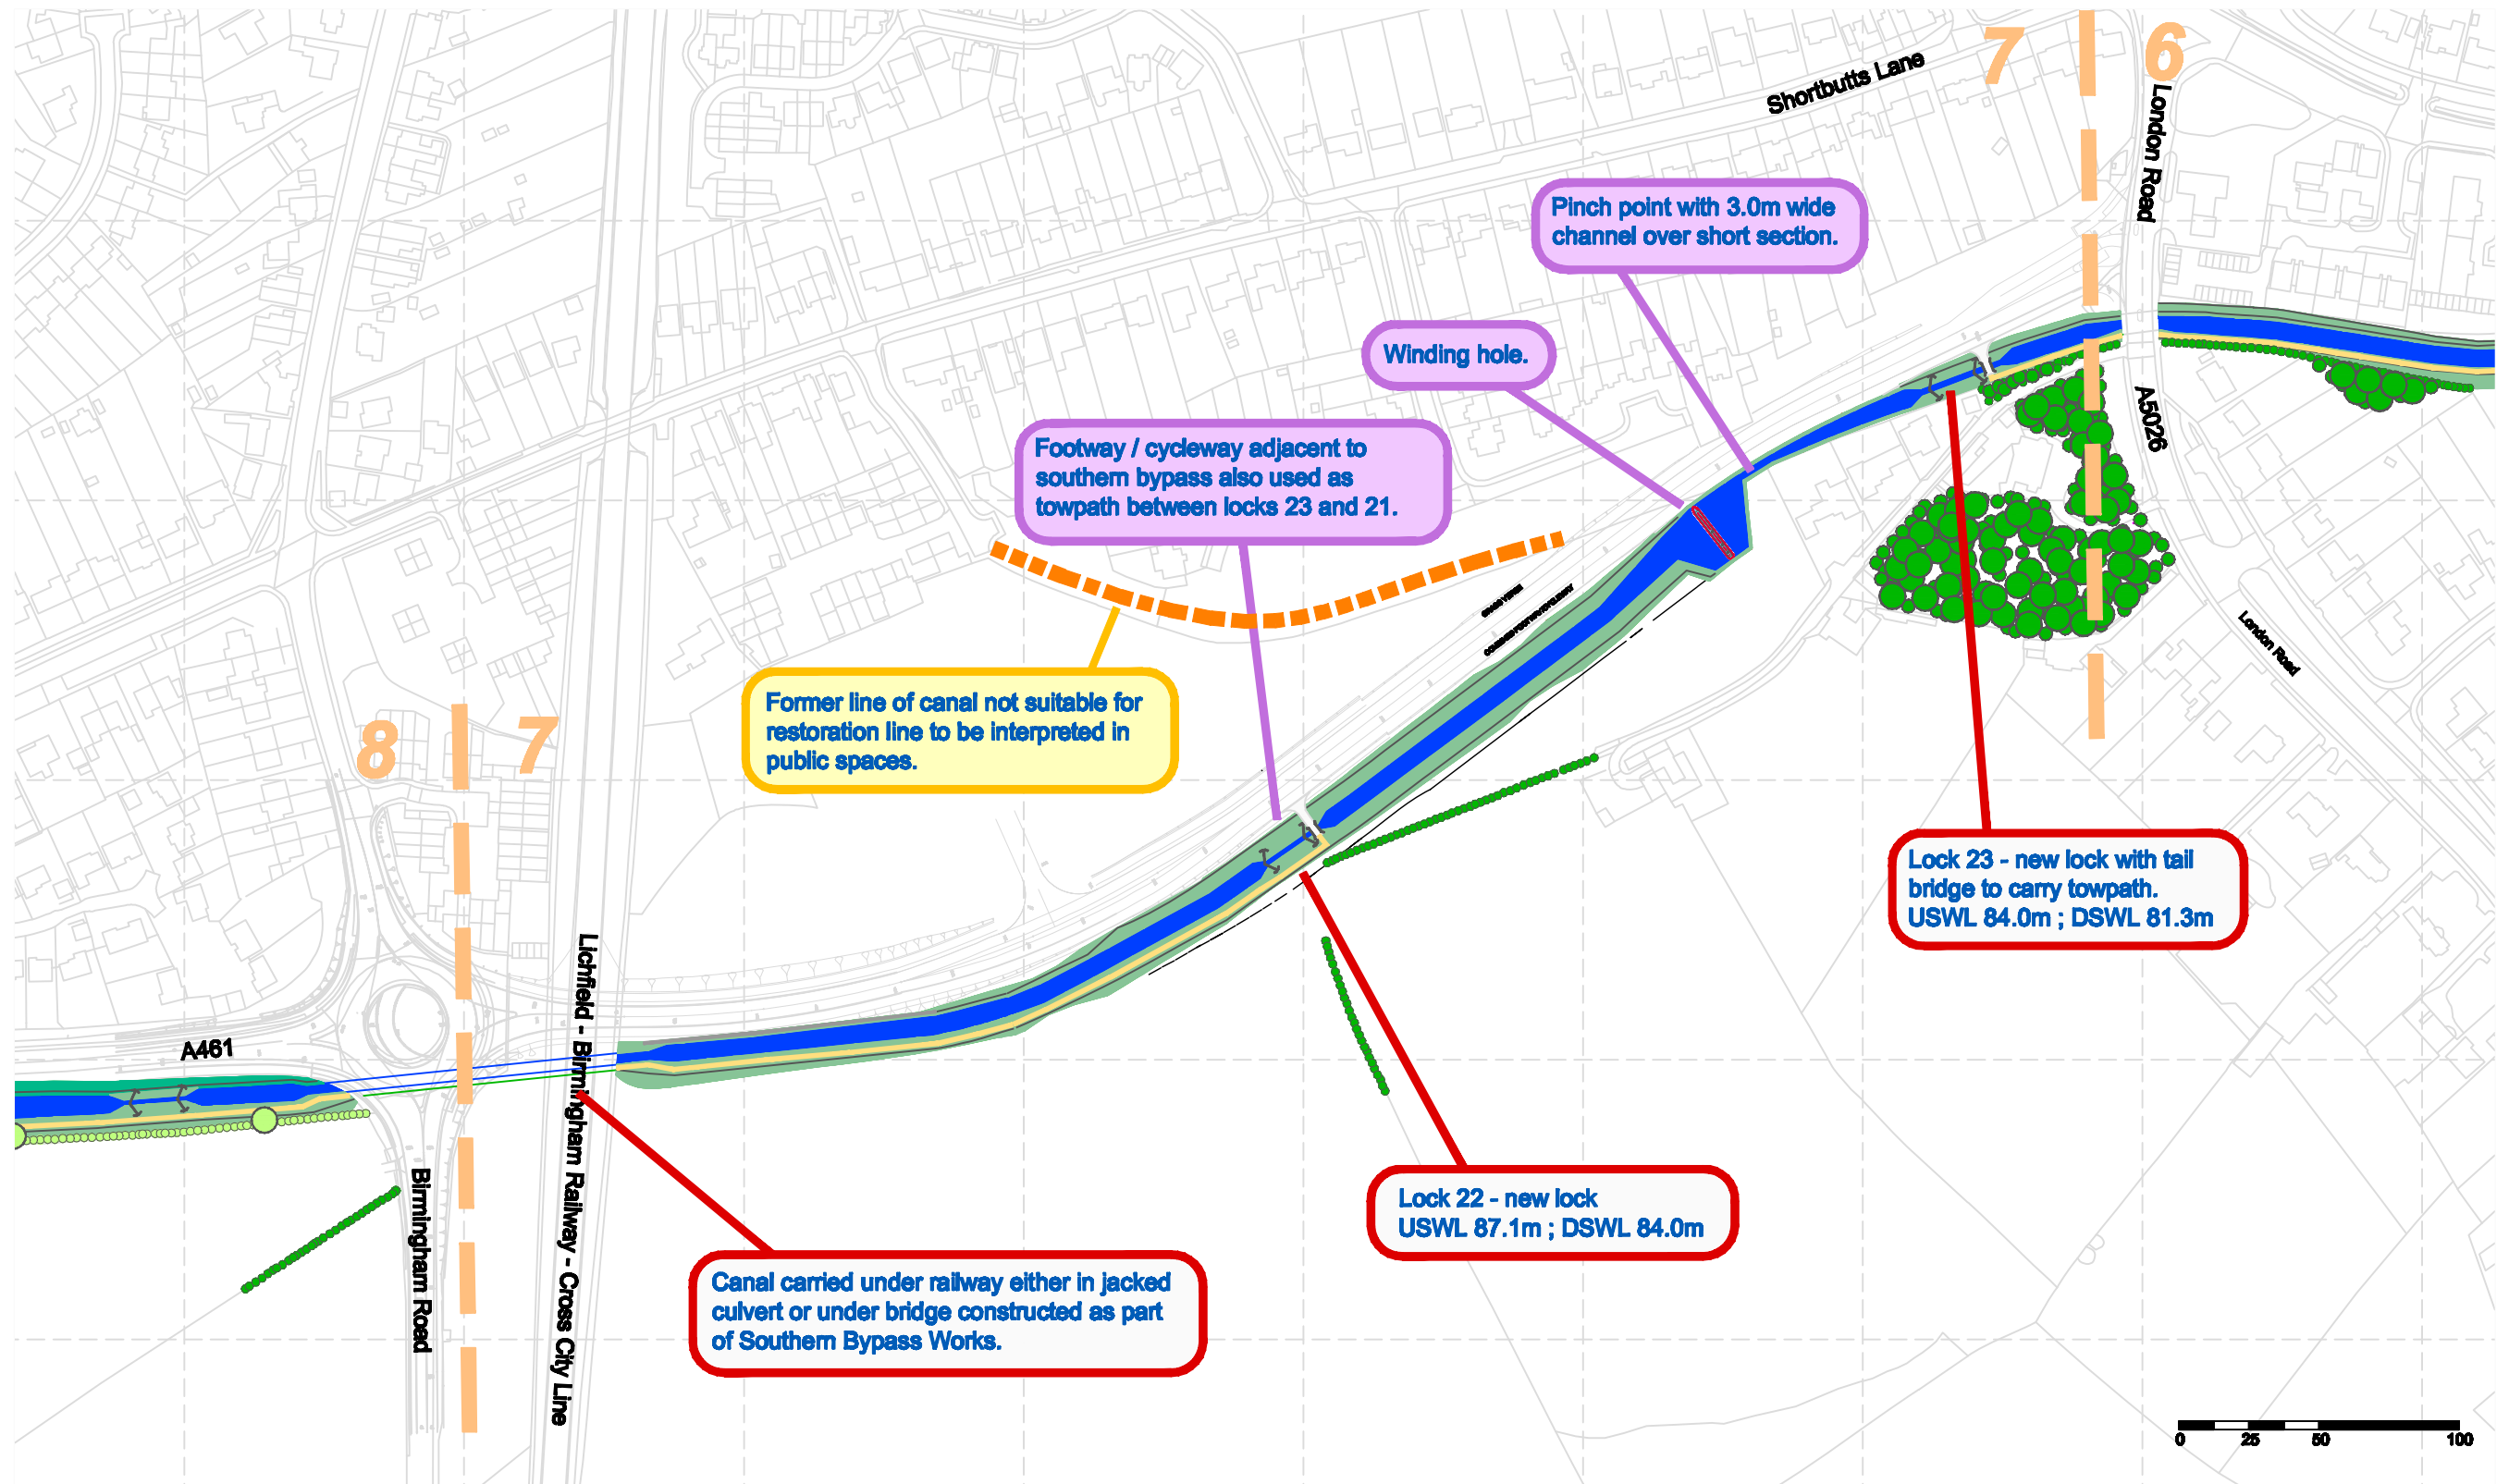 7
6
Shortbutts Lane
London Road
Pinch point with 3.0m wide
channel over short section.
Winding hole.
A5026
Footway / cycleway adjacent to
southern bypass also used as
towpath between locks 23 and 21.
London Road
Former line of canal not suitable for
restoration line to be interpreted in
public spaces.
8
7
Lock 23 - new lock with tail
bridge to carry towpath.
USWL 84.0m ; DSWL 81.3m
Lichfield - Birmingham Railway - Cross City Line
A461
Birmingham Road
Lock 22 - new lock
USWL 87.1m ; DSWL 84.0m
Canal carried under railway either in jacked
culvert or under bridge constructed as part
of Southern Bypass Works.
0 25 50 100